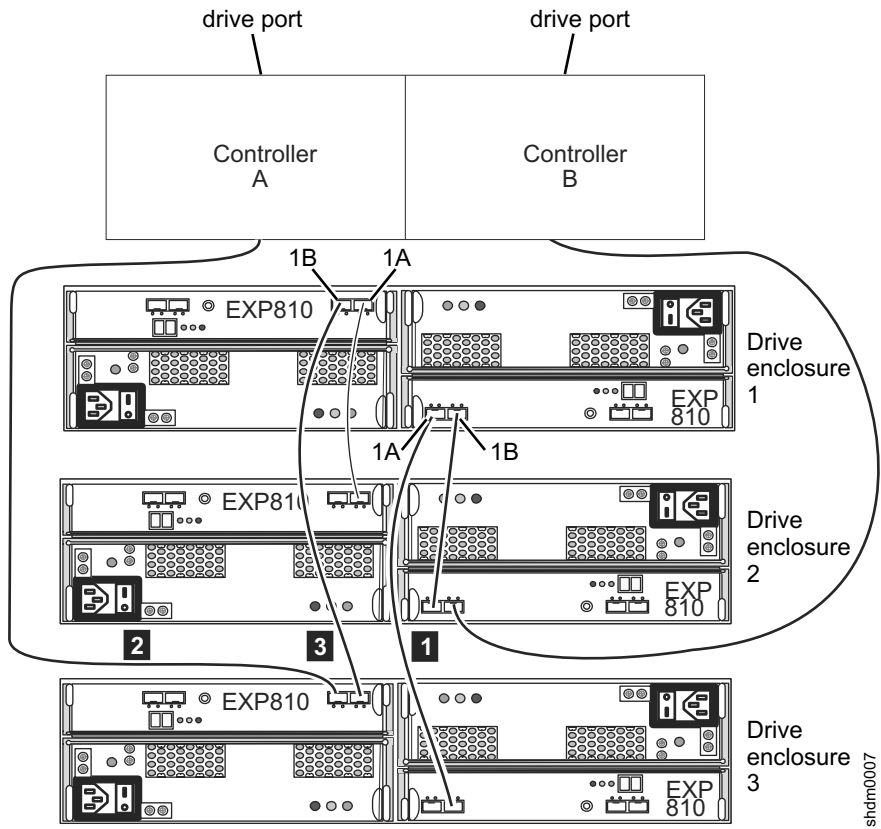 drive port
drive port
Controller
A
Controller
B
1B
1A
EXP810
Drive
enclosure
1
EXP
810
1A
1B
EXP810
Drive
enclosure
2
EXP
810
2
3
1
EXP810
Drive
enclosure
3
EXP
810
shdm0007